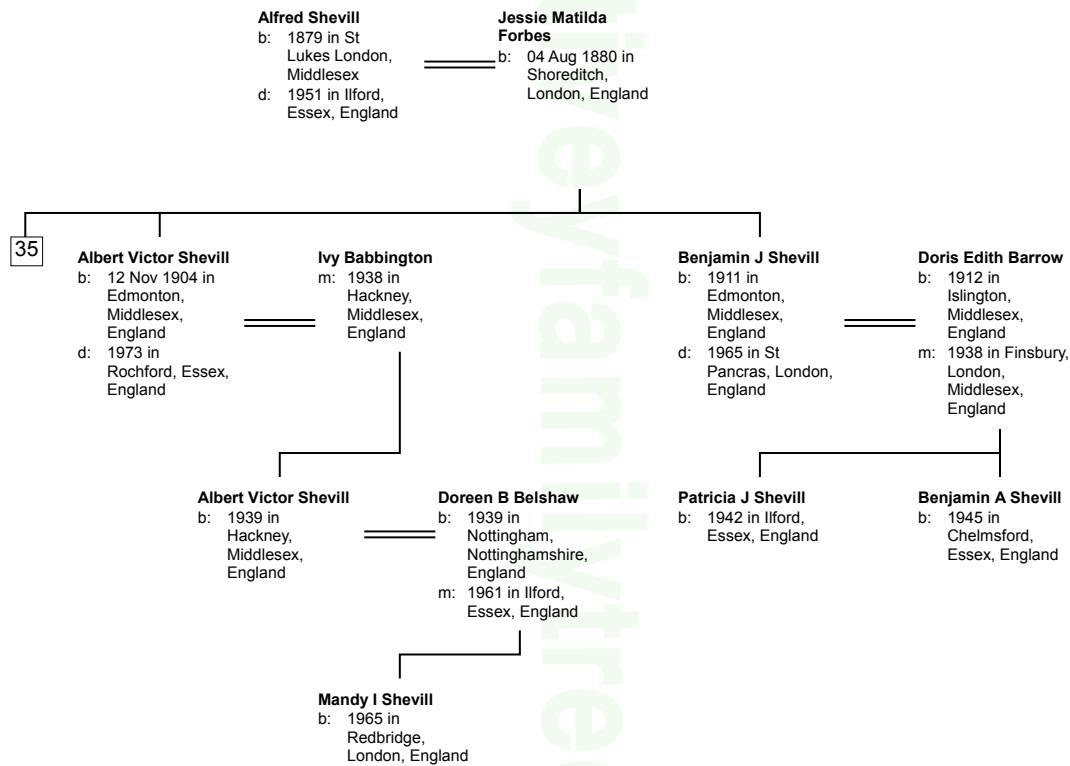 Alfred Shevill
b: 1879 in St
Lukes London,
Middlesex
d: 1951 in Ilford,
Essex, England
Jessie Matilda
Forbes
b: 04 Aug 1880 in
Shoreditch,
London, England
35
Albert Victor Shevill
b: 12 Nov 1904 in
Edmonton,
Middlesex,
England
d: 1973 in
Rochford, Essex,
England
Ivy Babbington
m: 1938 in
Hackney,
Middlesex,
England
Benjamin J Shevill
b: 1911 in
Edmonton,
Middlesex,
England
d: 1965 in St
Pancras, London,
England
Doris Edith Barrow
b: 1912 in
Islington,
Middlesex,
England
m: 1938 in Finsbury,
London,
Middlesex,
England
Albert Victor Shevill
b: 1939 in
Hackney,
Middlesex,
England
Doreen B Belshaw
b: 1939 in
Nottingham,
Nottinghamshire,
England
m: 1961 in Ilford,
Essex, England
Patricia J Shevill
b: 1942 in Ilford,
Essex, England
Benjamin A Shevill
b: 1945 in
Chelmsford,
Essex, England
Mandy I Shevill
b: 1965 in
Redbridge,
London, England